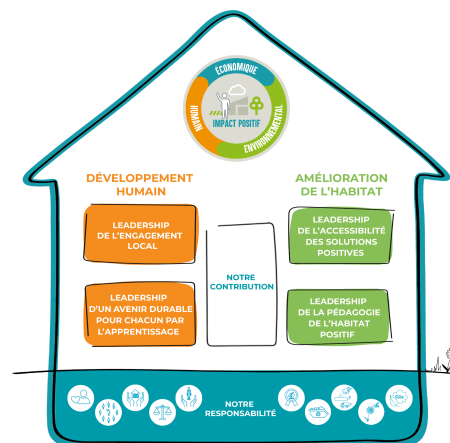 ÉCONOMIQUE
HUMAIN
ENVIRONNEMENTAL
IMPACT POSITIF
DÉVELOPPEMENT
HUMAIN
AMÉLIORATION
DE L'HABITAT
LEADERSHIP
DE L'ENGAGEMENT
LOCAL
LEADERSHIP
DE L'ACCESSIBILITÉ
DES SOLUTIONS
POSITIVES
NOTRE
CONTRIBUTION
LEADERSHIP
D'UN AVENIR DURABLE
POUR CHACUN PAR
L'APPRENTISSAGE
LEADERSHIP
DE LA PÉDAGOGIE
DE L'HABITAT
POSITIF
NOTRE
RESPONSABILITÉ